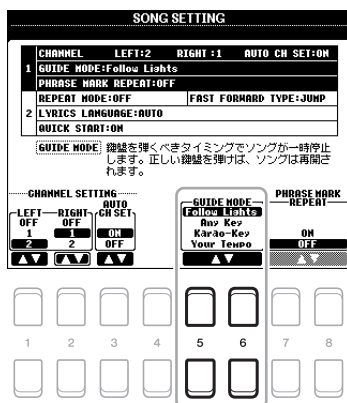 SONG SETTING
CHANNEL LEFT:2 RIGHT:1 AUTO CH SET:ON
1 GUIDE MODE:Follow Lights
PHRASE MARK REPEAT:OFF
REPEAT MODE:OFF FAST FORWARD TYPE:JUMP
2 LYRICS LANGUAGE:AUTO
QUICK START:ON
GUIDE MODE 鍵盤を弾くべきタイミングでソングが一時停止
します。正しい鍵盤を弾けば、ソングは再開さ
れます。
CHANNEL SETTING
LEFT RIGHT AUTO CH SET
OFF OFF
1 1 ON
2 2 OFF
GUIDE MODE
Follow Lights
Any Key
Karao-Key
Your Tempo
PHRASE MARK
REPEAT
ON
OFF
1 2 3 4 5 6 7 8